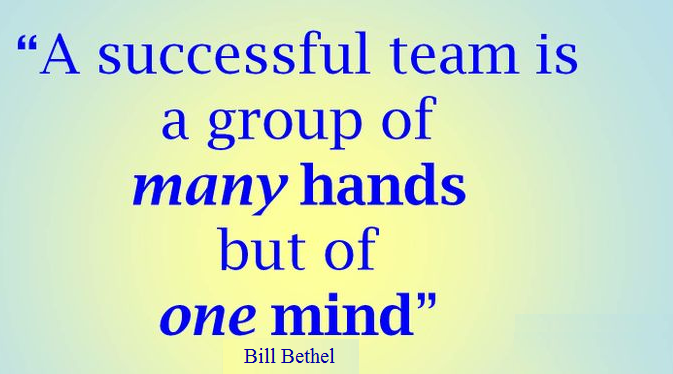 “A successful team is
a group of
many hands
but of
one mind”
Bill Bethel